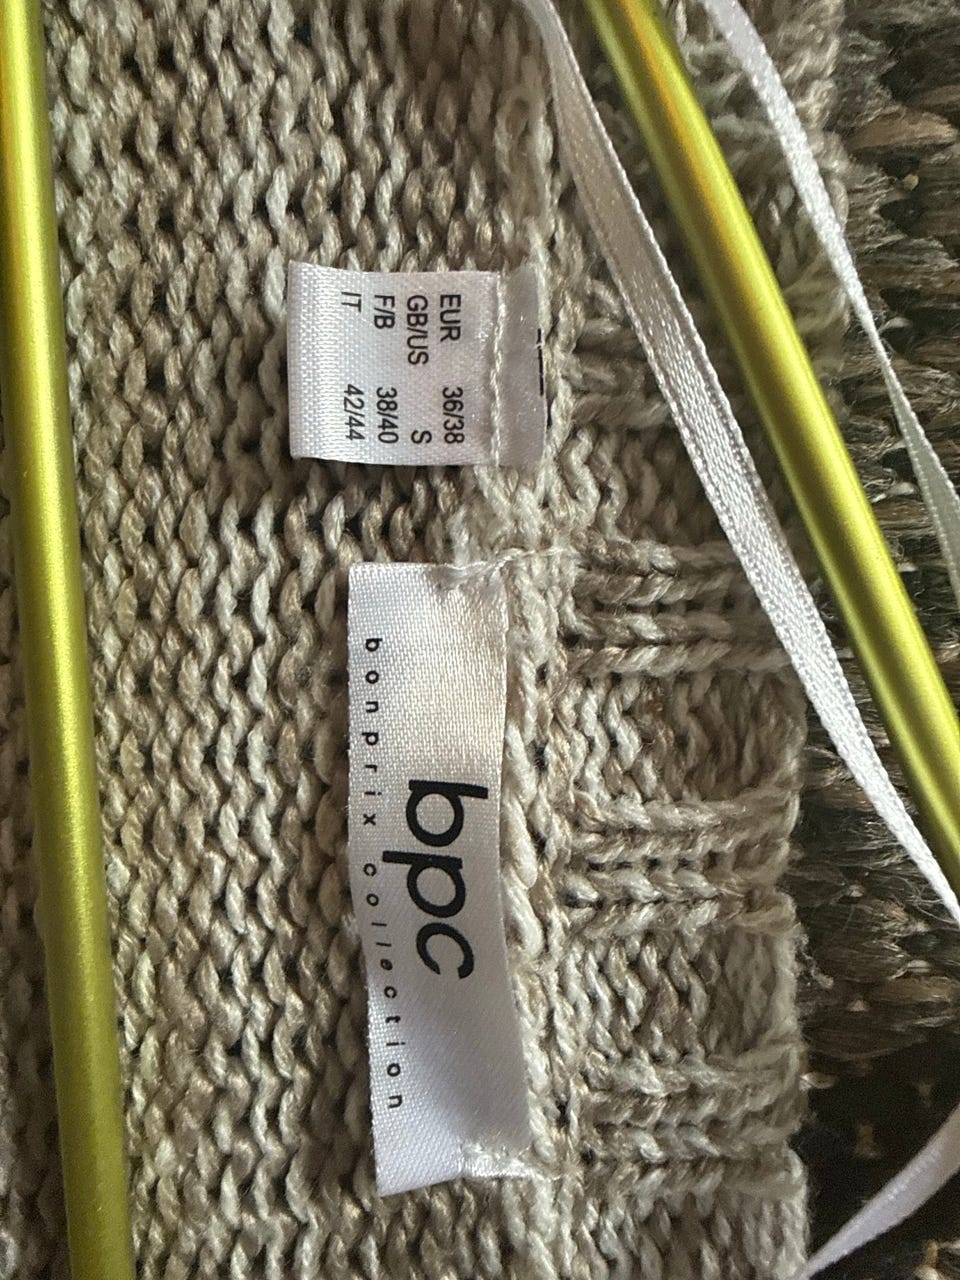 EUR 36/38
GB/US S
F/B 38/40
IT 42/44
bpc
bonprix collection